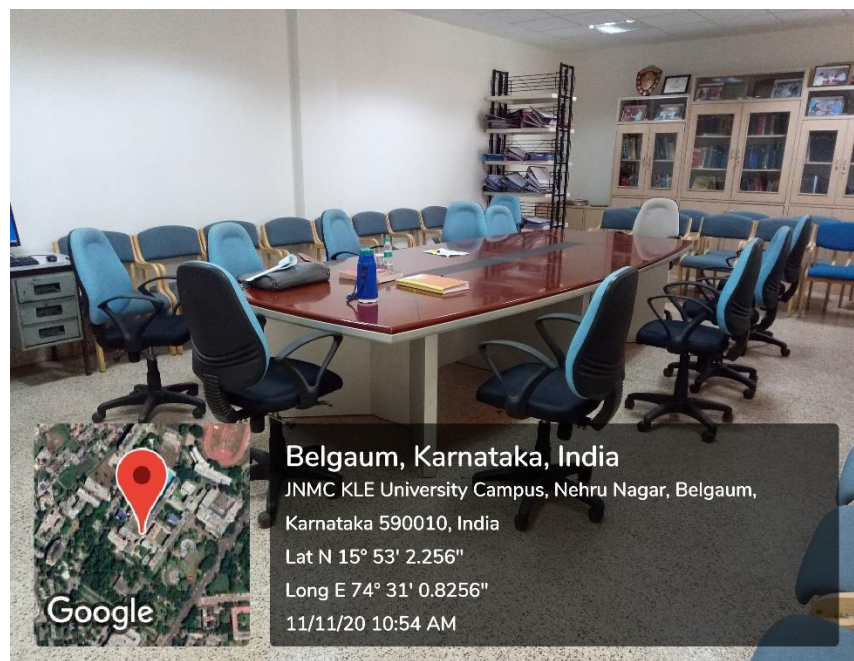 Belgaum, Karnataka, India
JNMC KLE University Campus, Nehru Nagar, Belgaum,
Karnataka 590010, India
Lat N 15° 53' 2.256"
Long E 74° 31' 0.8256"
11/11/20 10:54 AM
Google